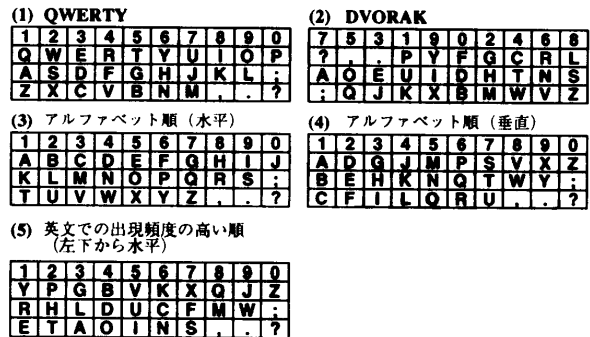 (1) QWERTY
1 2 3 4 5 6 7 8 9 0
Q W E R T Y U I O P
A S D F G H J K L ;
Z X C V B N M , . ?
(2) DVORAK
7 5 3 1 9 0 2 4 6 8
? , . P Y F G C R L
A O E U I D H T N S
; Q J K X B M W V Z
(3) アルファベット順（水平）
1 2 3 4 5 6 7 8 9 0
A B C D E F G H I J
K L M N O P Q R S ;
T U V W X Y Z , . ?
(4) アルファベット順（垂直）
1 2 3 4 5 6 7 8 9 0
A D G J M P S V X Z
B E H K N Q T W Y ;
C F I L O R U , . ?
(5) 英文での出現頻度の高い順
（左下から水平）
1 2 3 4 5 6 7 8 9 0
Y P G B V K X Q J Z
R H L D U C F M W ;
E T A O I N S , . ?